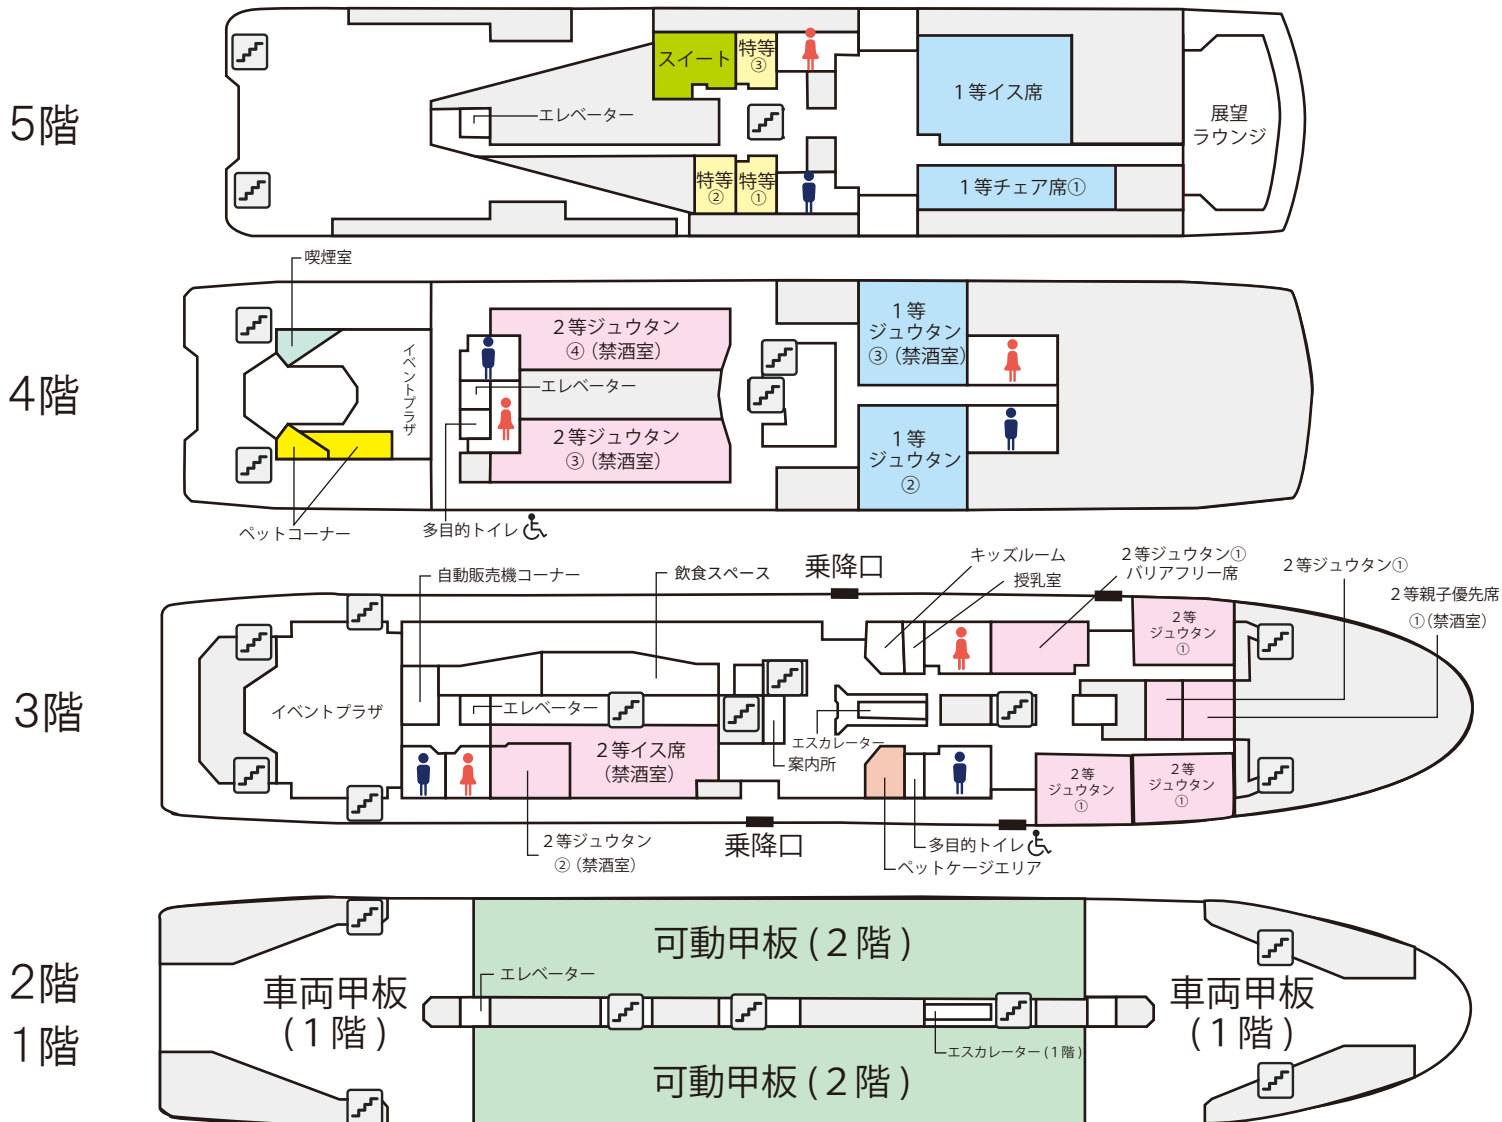 5階
スイート
特等
③
エレベーター
特等
②
特等
①
1等イス席
1等チェア席①
展望
ラウンジ
4階
喫煙室
イベントプラザ
ペットコーナー
2等ジュウタン
④（禁酒室）
エレベーター
2等ジュウタン
③（禁酒室）
多目的トイレ
1等
ジュウタン
③（禁酒室）
1等
ジュウタン
②
3階
自動販売機コーナー
飲食スペース
乗降口
キッズルーム
授乳室
2等ジュウタン①
バリアフリー席
2等ジュウタン①
2等親子優先席
①(禁酒室)
イベントプラザ
エレベーター
2等イス席
(禁酒室)
2等ジュウタン
②（禁酒室）
エスカレーター
案内所
乗降口
多目的トイレ
ペットケージエリア
2等
ジュウタン
①
2等
ジュウタン
①
2等
ジュウタン
①
2階
1階
車両甲板
(1階)
エレベーター
可動甲板(2階)
可動甲板(2階)
エスカレーター(1階)
車両甲板
(1階)